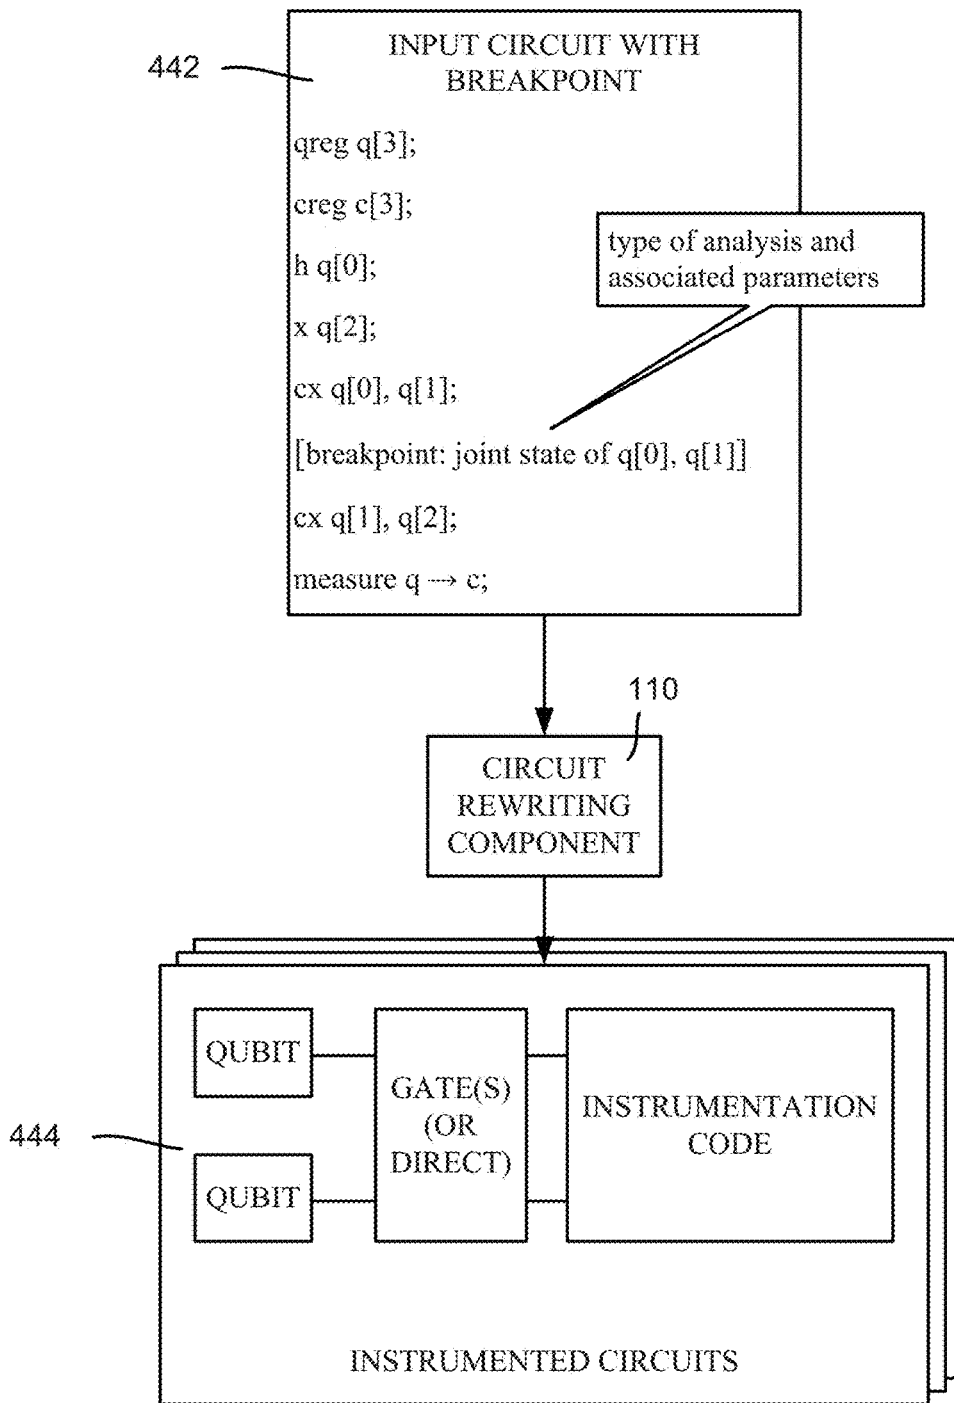 INPUT CIRCUIT WITH
BREAKPOINT
442
qreg q[3];
creg c[3];
type of analysis and
associated parameters
h q[0];
x q[2];
cx q[0], q[1];
[breakpoint: joint state of q[0], q[1]]
cx q[1], q[2];
measure q → c;
110
CIRCUIT
REWRITING
COMPONENT
QUBIT
GATE(S)
(OR
DIRECT)
INSTRUMENTATION
CODE
444
QUBIT
INSTRUMENTED CIRCUITS